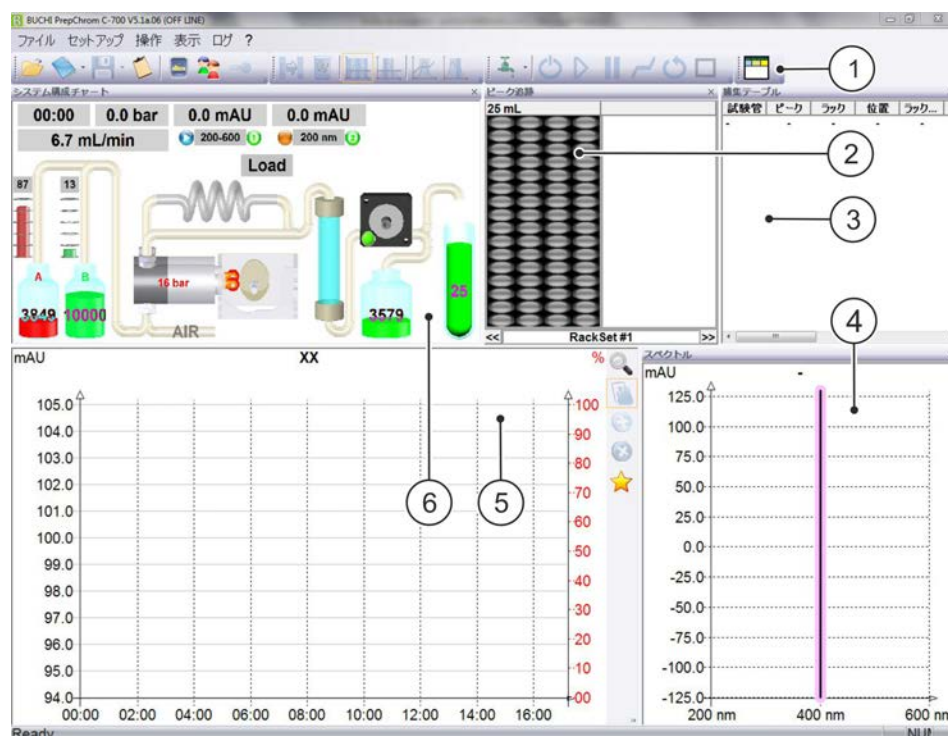 BUCHI PrepChrom C-700 V5.1a.06 (OFF LINE)
ファイル セットアップ 操作 表示 ログ ?
1
システム構成チャート
00:00 0.0 bar 0.0 mAU 0.0 mAU
6.7 mL/min 200-600 1 200 nm 2
Load
87 13
A B
16 bar
3849 10000
AIR
3579
25
6
ピーク追跡
25 mL
2
<< RackSet #1 >>
編集テーブル
試験管 ピーク ラック 位置 ラック...
- - - - -
3
mAU XX %
105.0 100
104.0 90
103.0 80
102.0 70
101.0 60
100.0 50
99.0 40
98.0 30
97.0 20
96.0 10
95.0 00
94.0
00:00 02:00 04:00 06:00 08:00 10:00 12:00 14:00 16:00
5
スペクトル
mAU -
4
125.0
100.0
75.0
50.0
25.0
0.0
-25.0
-50.0
-75.0
-100.0
-125.0
200 nm 400 nm 600 nm
Ready